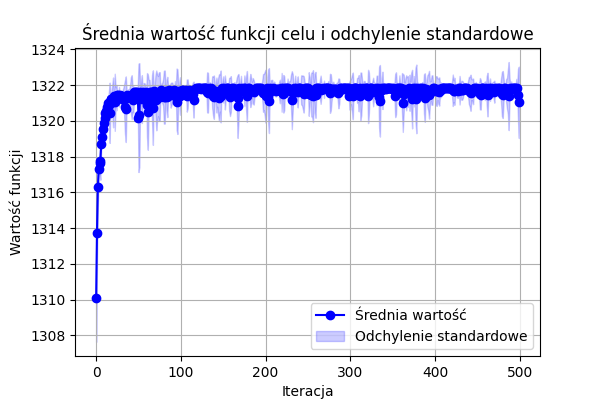 Średnia wartość funkcji celu i odchylenie standardowe
1324
1322
1320
1318
1316
1314
1312
1310
1308
Wartość funkcji
Średnia wartość
Odchylenie standardowe
0 100 200 300 400 500
Iteracja